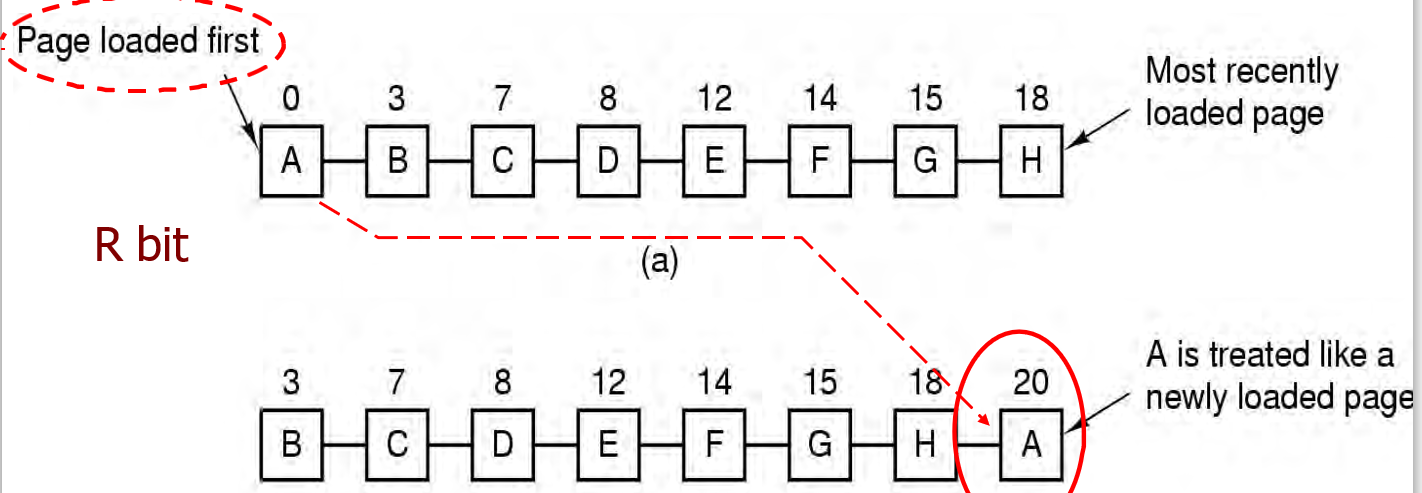 Page loaded first
0 3 7 8 12 14 15 18
Most recently
loaded page
A B C D E F G H
R bit
(a)
A is treated like a
newly loaded page
3 7 8 12 14 15 18 20
B C D E F G H A